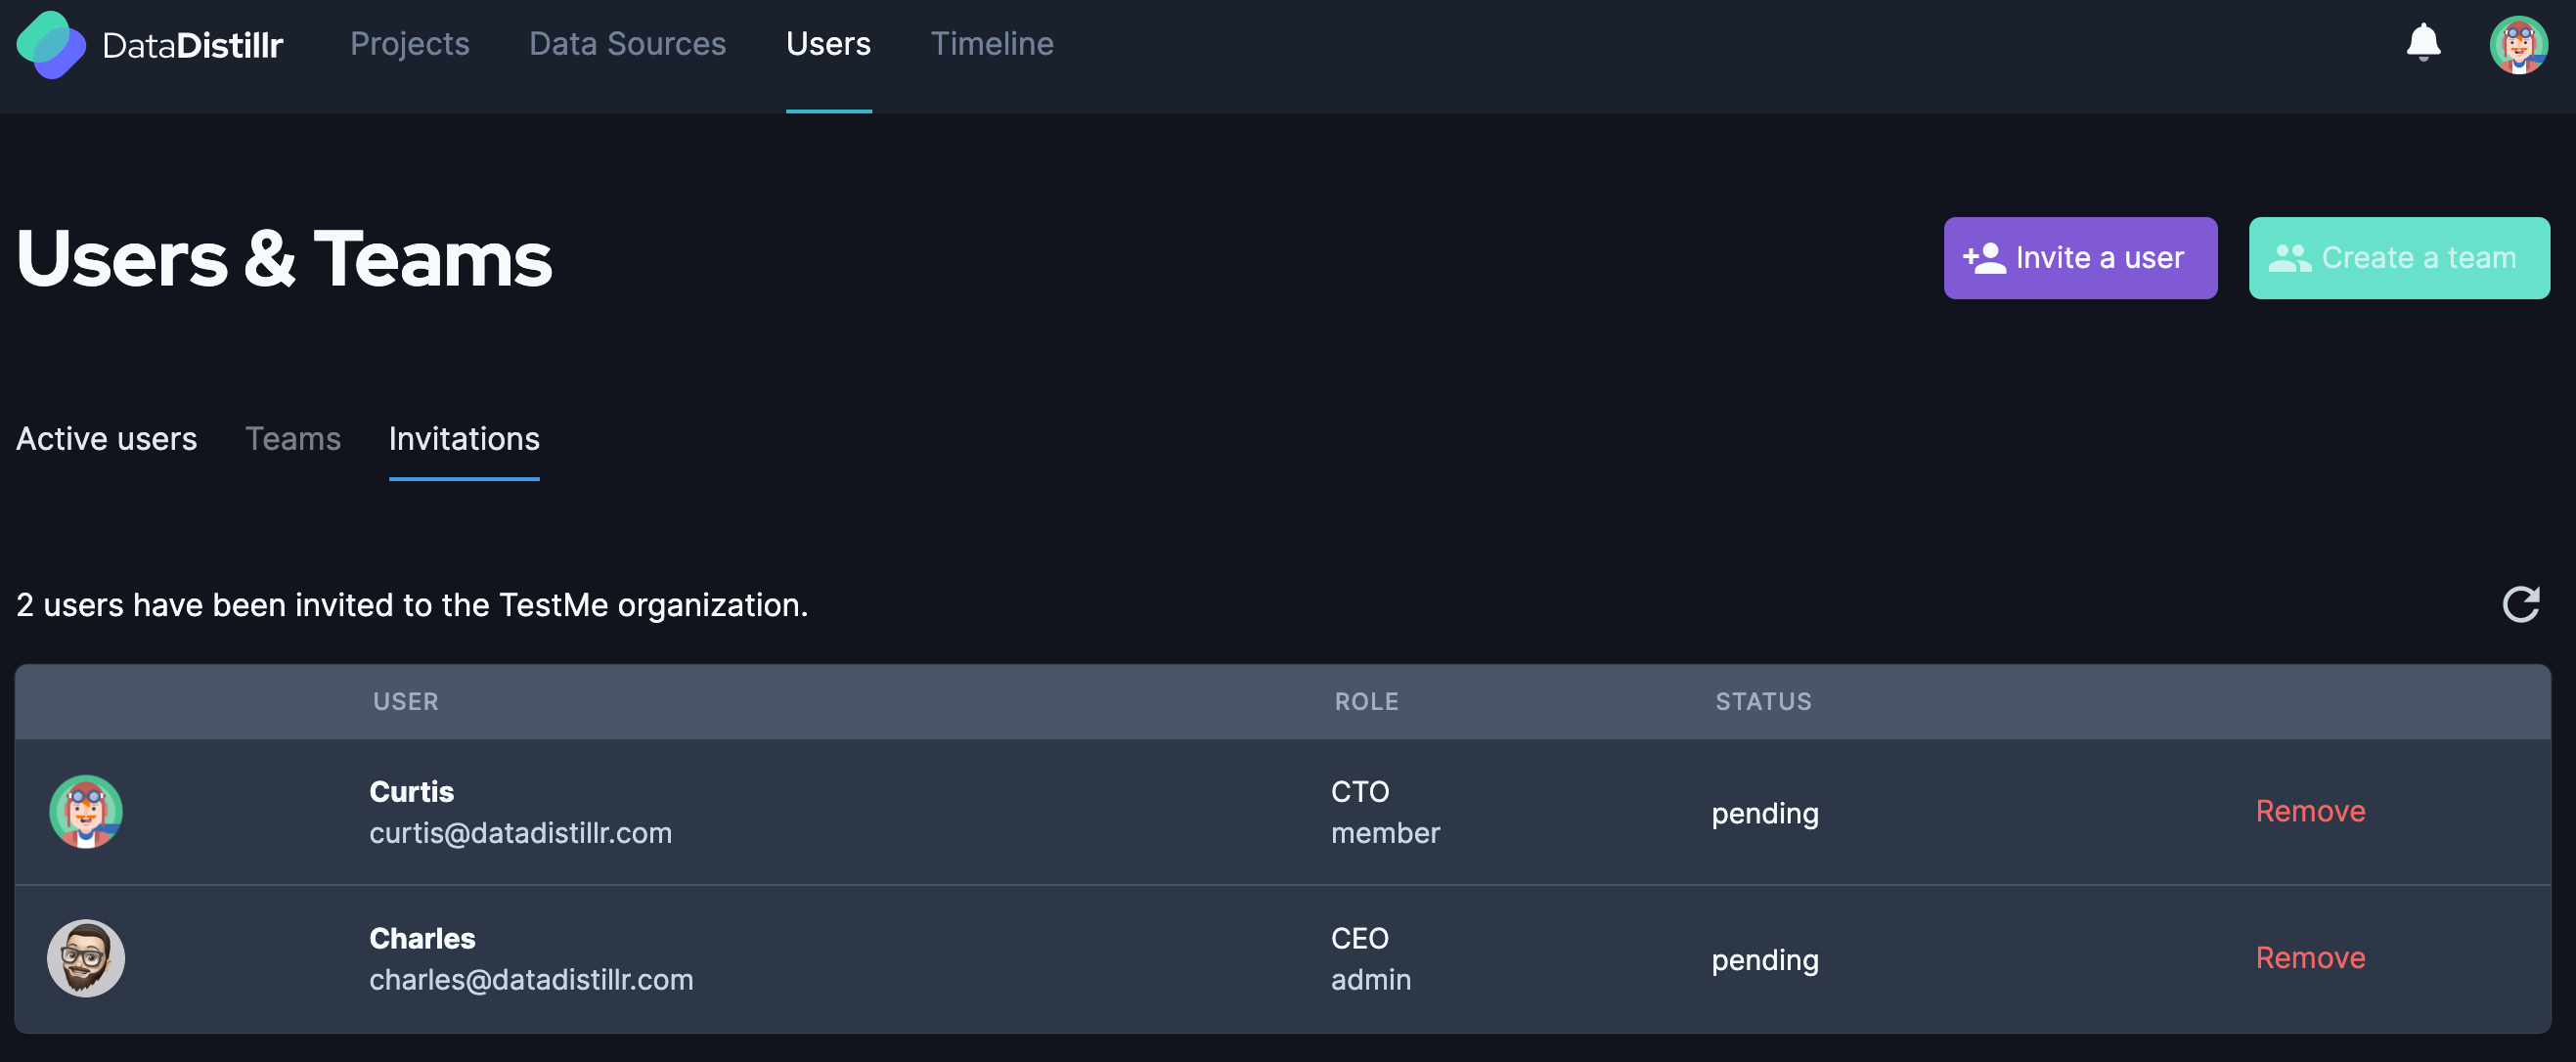 DataDistillr Projects Data Sources Users Timeline
Users & Teams
Invite a user
Create a team
Active users Teams Invitations
2 users have been invited to the TestMe organization.
USER ROLE STATUS
Curtis CTO
curtis@datadistillr.com member pending Remove
Charles CEO
charles@datadistillr.com admin pending Remove